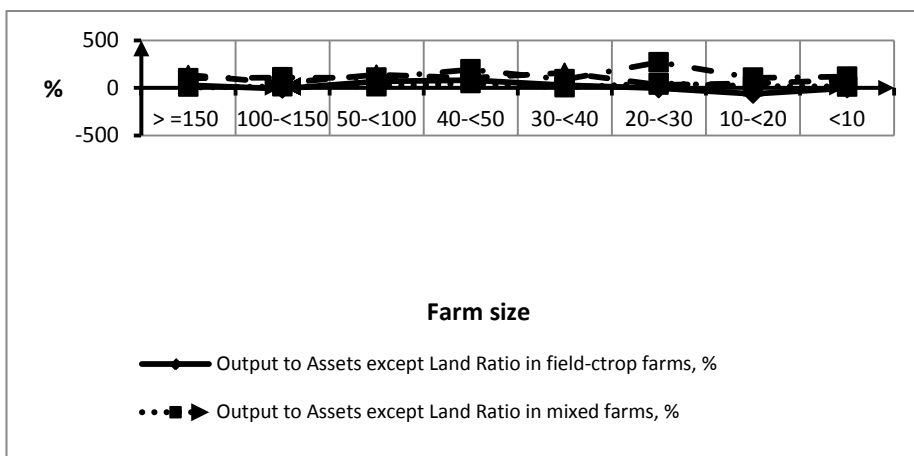 500
%
0
-500
> =150 100-<150 50-<100 40-<50 30-<40 20-<30 10-<20 <10
Farm size
Output to Assets except Land Ratio in field-ctrop farms, %
Output to Assets except Land Ratio in mixed farms, %